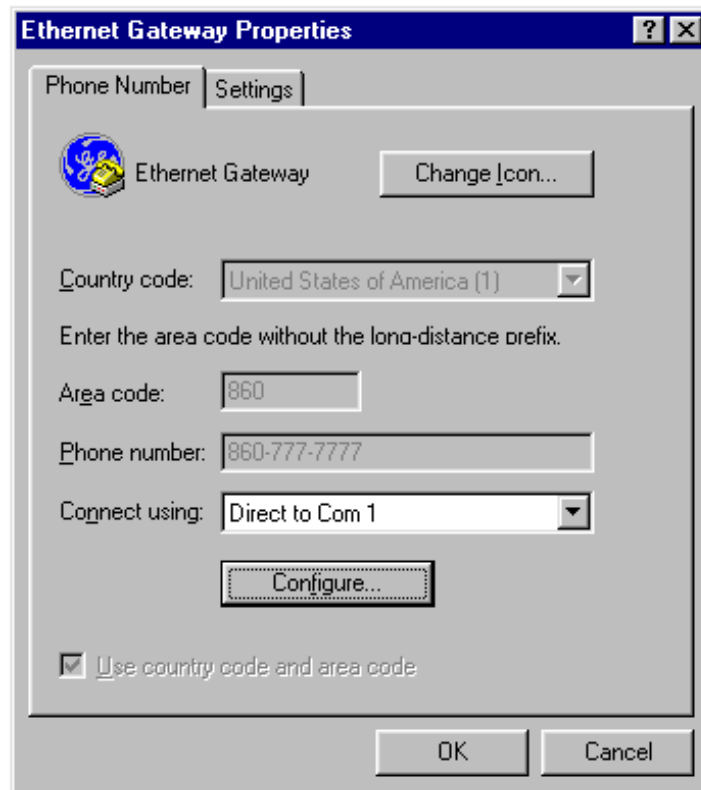 Ethernet Gateway Properties
Phone Number Settings
Ethernet Gateway Change Icon...
Country code: United States of America (1)
Enter the area code without the long-distance prefix.
Area code: 860
Phone number: 860-777-7777
Connect using: Direct to Com 1
Configure...
Use country code and area code
OK Cancel